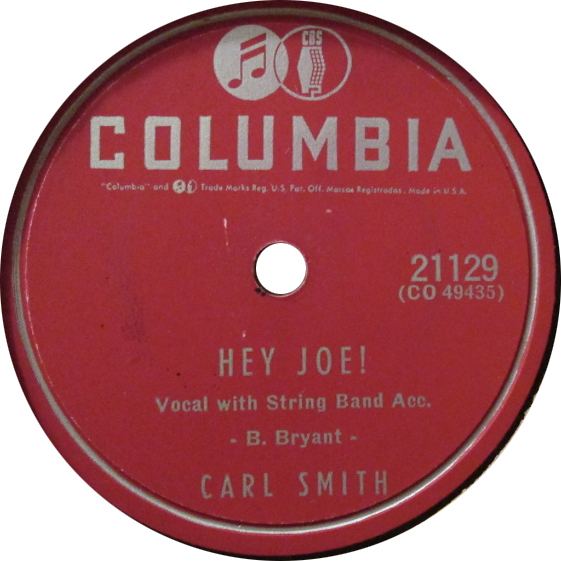 CBS
COLUMBIA
"Columbia" and Trade Marks Reg. U.S. Pat. Off. Marcas Registradas. Made in U.S.A.
21129
(CO 49435)
HEY JOE!
Vocal with String Band Acc.
- B. Bryant -
CARL SMITH